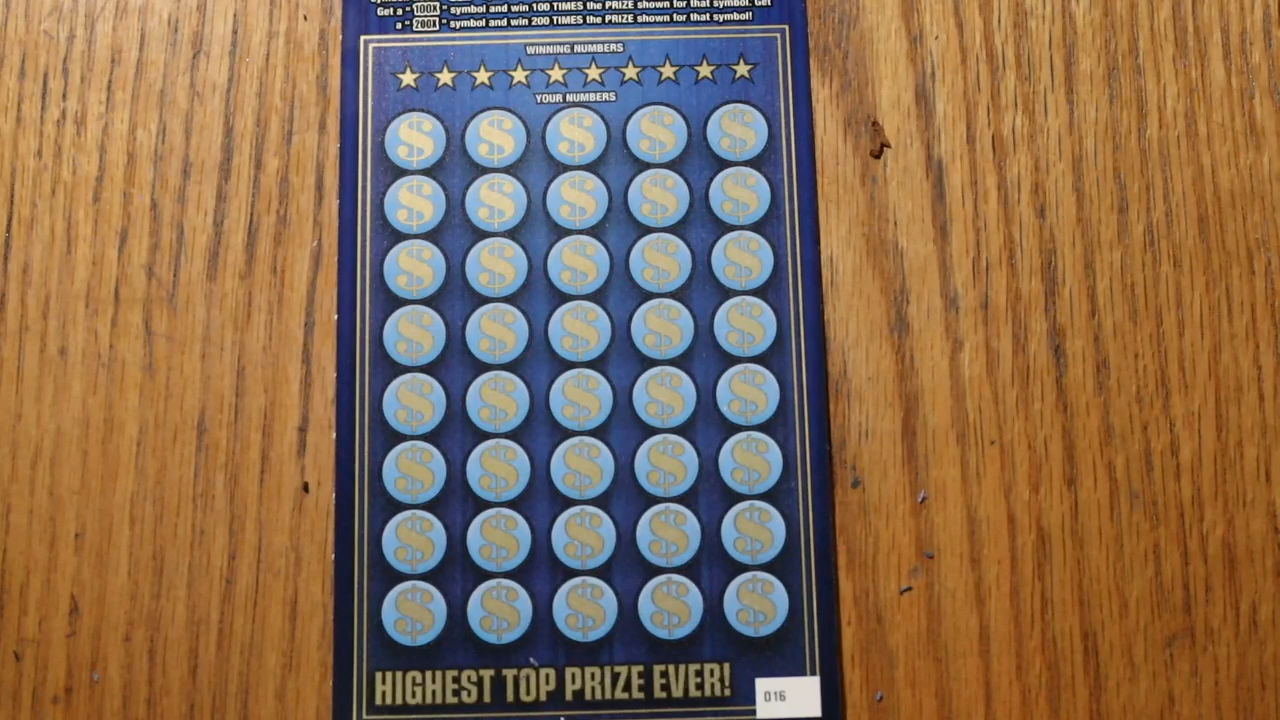 Get a "100X" symbol and win 100 TIMES the PRIZE shown for that symbol. Get
a "200X" symbol and win 200 TIMES the PRIZE shown for that symbol!
WINNING NUMBERS
YOUR NUMBERS
HIGHEST TOP PRIZE EVER!
016